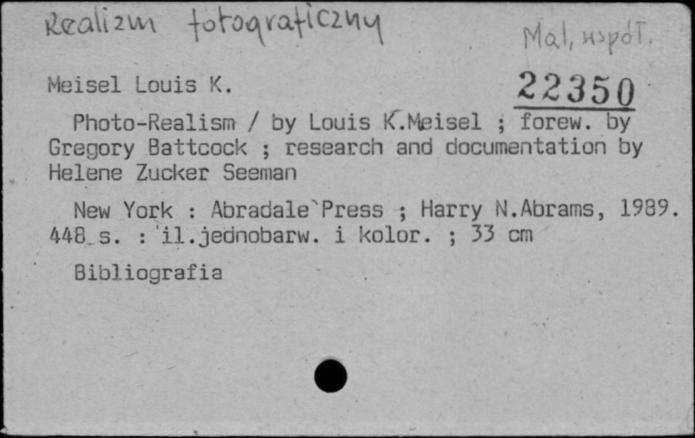 Realizm fotograficzny
Mal. współ.
22350
Meisel Louis K.
Photo-Realism / by Louis K.Meisel ; forew. by
Gregory Battcock ; research and documentation by
Helene Zucker Seeman
New York : Abradale Press ; Harry N.Abrams, 1989.
448 s. : il.jednobarw. i kolor. ; 33 cm
Bibliografia